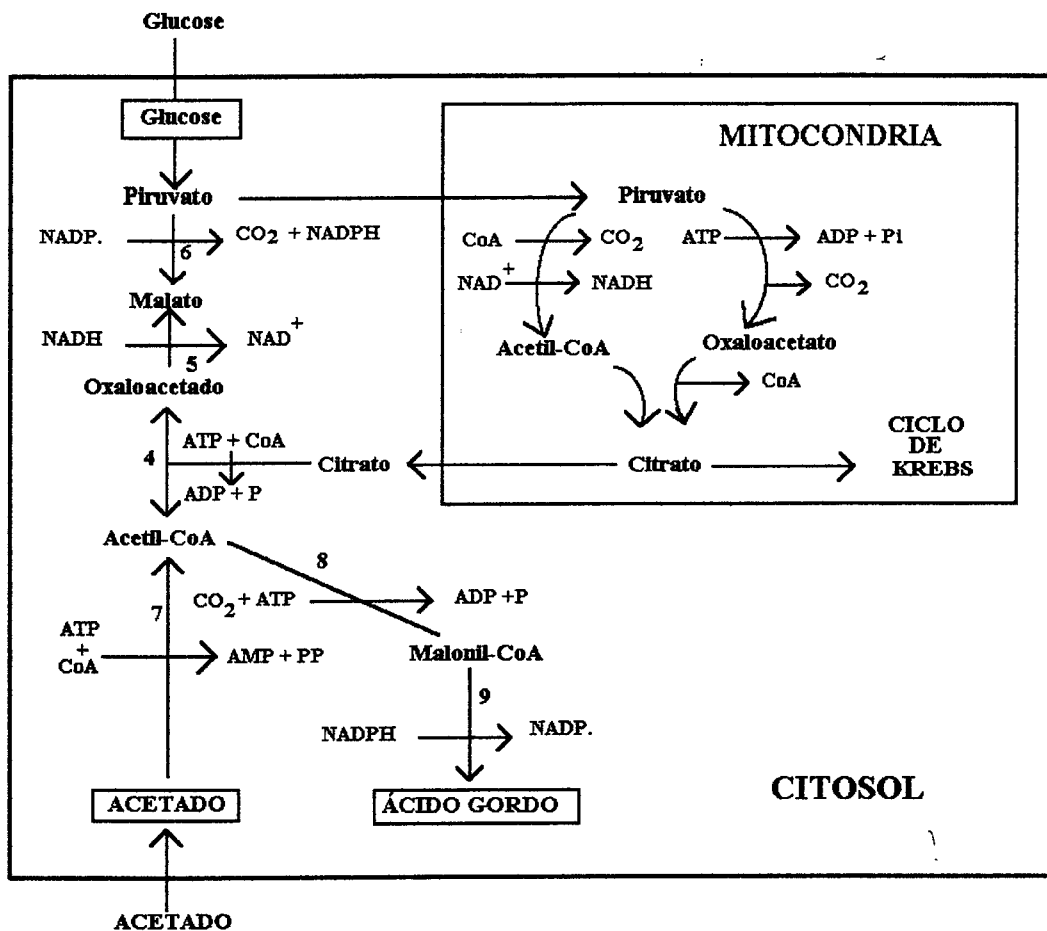 Glucose
Glucose
MITOCONDRIA
Piruvato
Piruvato
NADP.
CO2 + NADPH
6
CoA
CO2
ATP
ADP + Pi
NAD+
NADH
CO2
Malato
NADH
NAD+
5
Acetil-CoA
Oxaloacetato
CoA
Oxaloacetado
ATP + CoA
4
Citrato
Citrato
CICLO
DE
KREBS
ADP + P
Acetil-CoA
8
7
CO2 + ATP
ADP +P
ATP
+
CoA
AMP + PP
Malonil-CoA
9
NADPH
NADP.
ACETADO
ÁCIDO GORDO
CITOSOL
ACETADO